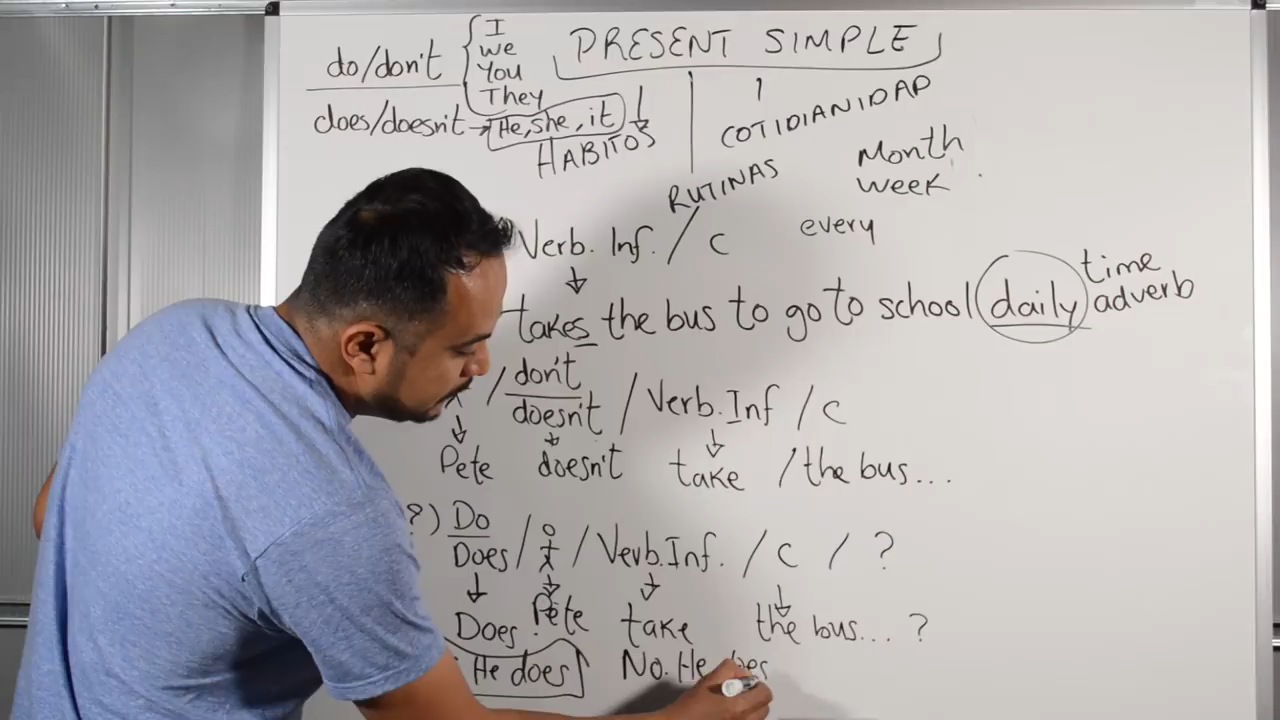 do/don't
does/doesn't
I
we
You
They
He, she, it
PRESENT SIMPLE
HABITOS
RUTINAS
COTIDIANIDAD
Month
week
every
Verb. Inf. / C
takes the bus to go to school daily
time
adverb
/ don't
doesn't / Verb.Inf / C
Pete doesn't take / the bus...
?) Do
Does / / Verb.Inf. / C / ?
Does Pete take the bus... ?
He does No. He